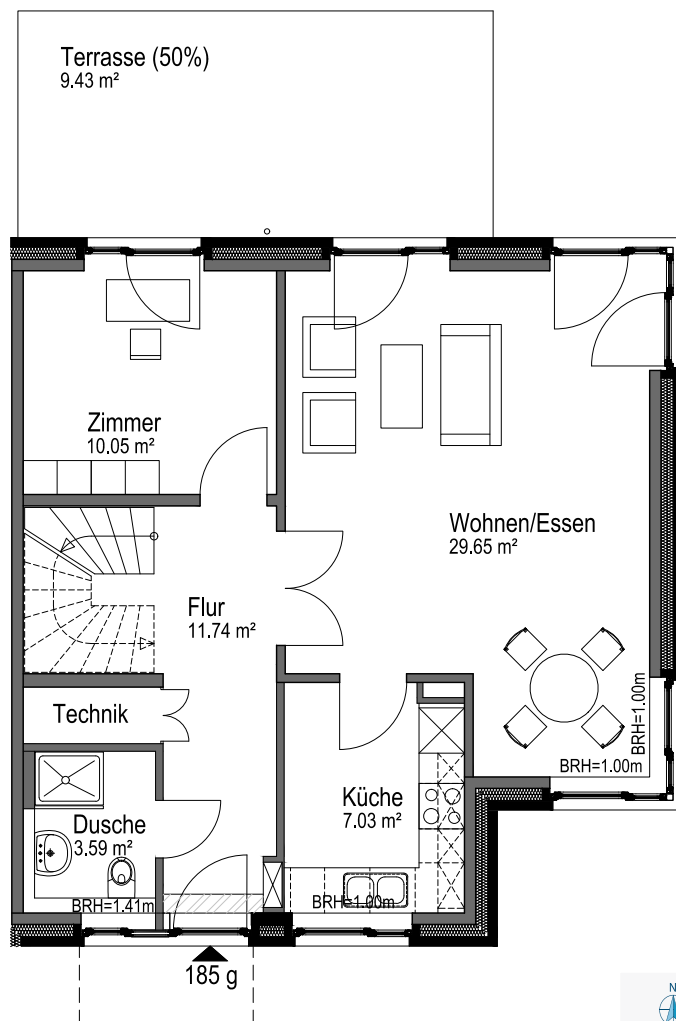 Terrasse (50%)
9.43 m²
Zimmer
10.05 m²
Wohnen/Essen
29.65 m²
Flur
11.74 m²
Technik
BRH=1.00m
BRH=1.00m
Küche
7.03 m²
Dusche
3.59 m²
BRH=1.41m
BRH=1.00m
185 g
N